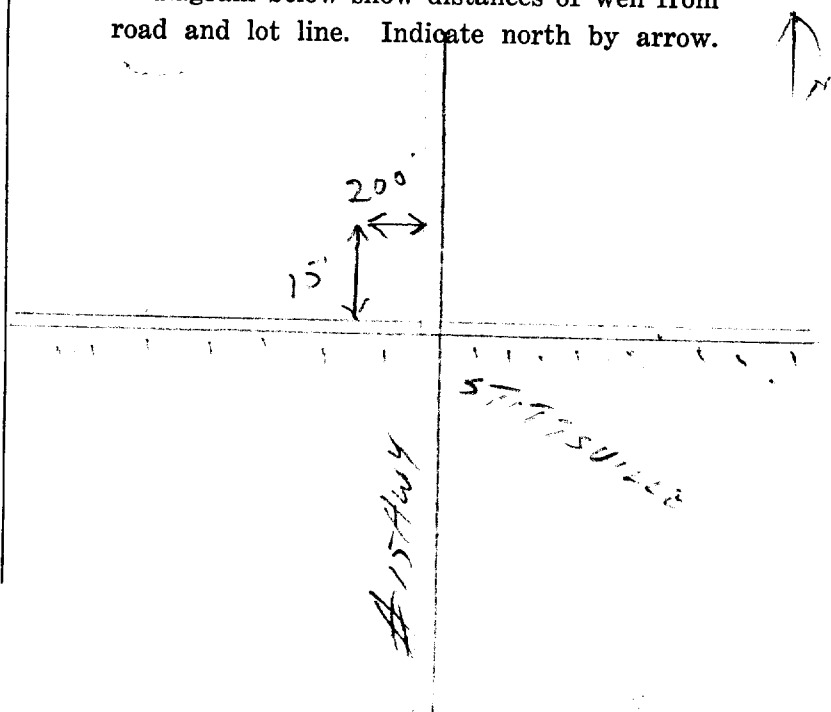 diagram below show distances of well from
road and lot line. Indicate north by arrow.
N
200'
15'
STITTSVILLE
#15 HWY